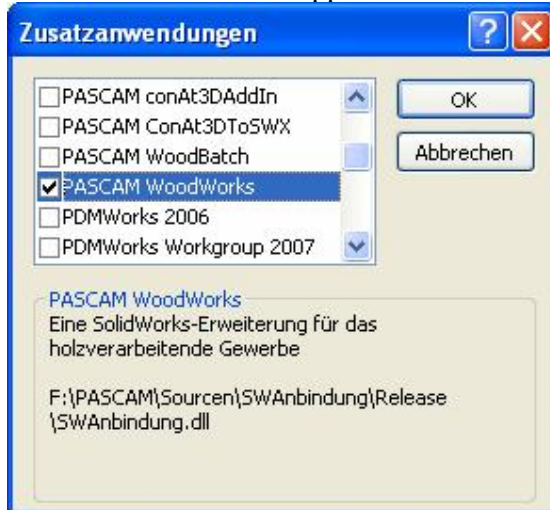 Zusatzanwendungen
PASCAM conAt3DAddIn
PASCAM ConAt3DToSWX
PASCAM WoodBatch
PASCAM WoodWorks
PDMWorks 2006
PDMWorks Workgroup 2007
OK
Abbrechen
PASCAM WoodWorks
Eine SolidWorks-Erweiterung für das
holzverarbeitende Gewerbe
F:\PASCAM\Sourcen\SWAnbindung\Release
\SWAnbindung.dll